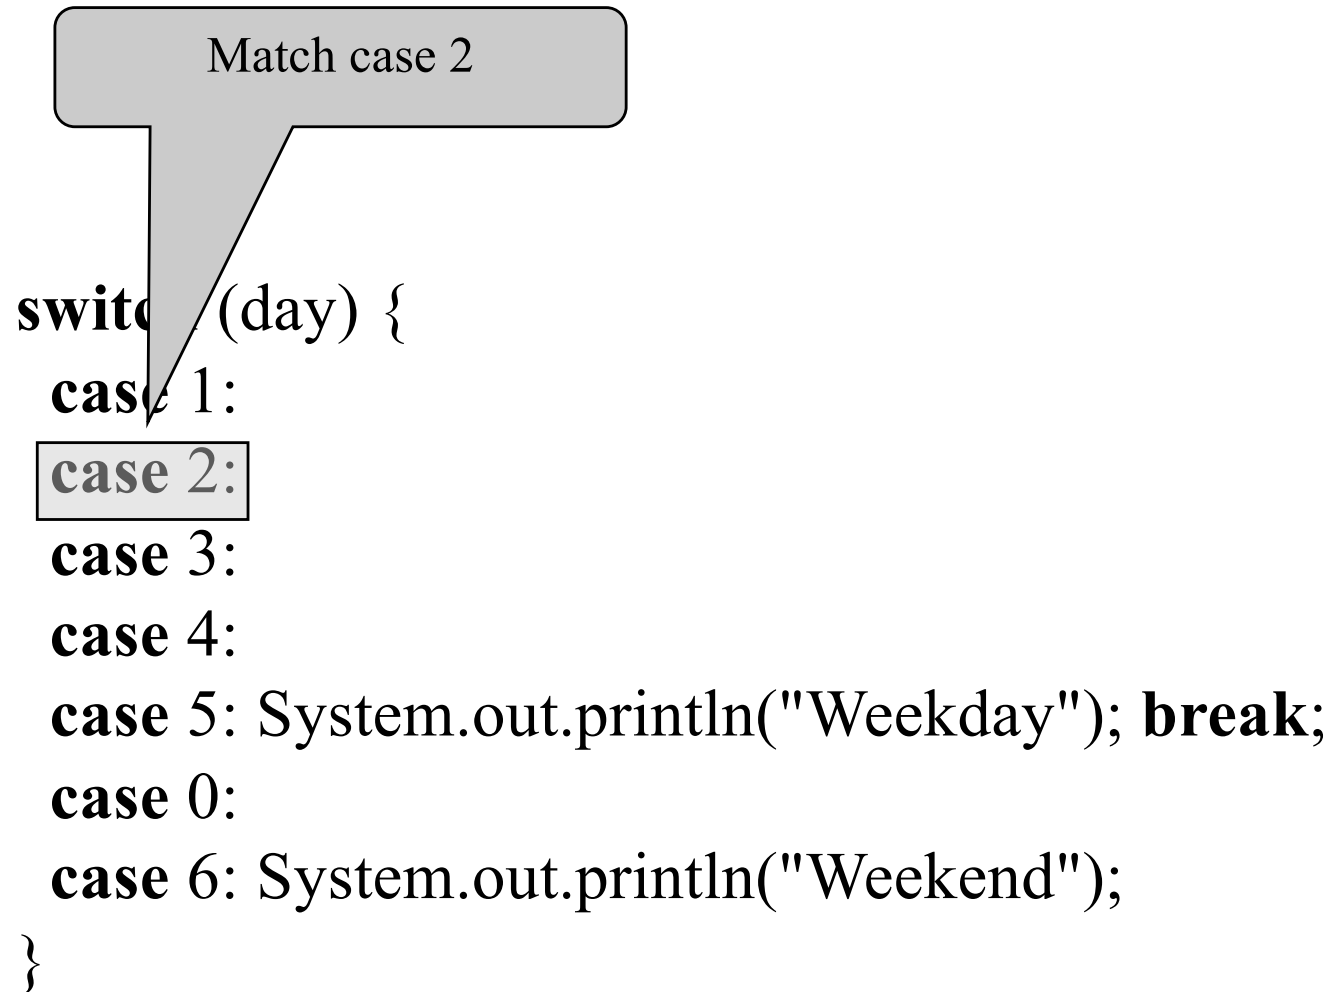 Match case 2
switch (day) {
case 1:
case 2:
case 3:
case 4:
case 5: System.out.println("Weekday"); break;
case 0:
case 6: System.out.println("Weekend");
}